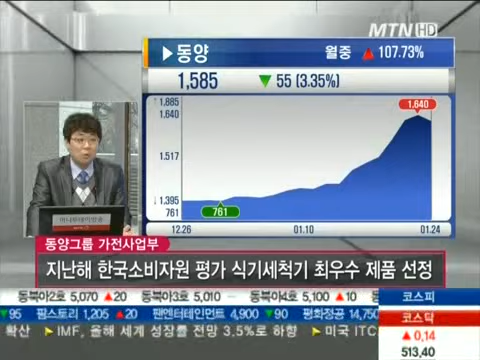 MTN HD
동양 월중 ▲ 107.73%
1,585 ▼ 55 (3.35%)
↑1,885
1,640
1,640
1.517
↓1.395
761
761
12.26 01.10 01.24
머니투데이방송
동양그룹 가전사업부
지난해 한국소비자원 평가 식기세척기 최우수 제품 선정
동북아2호 5,070 ▲20 동북아3호 5,010 동북아4호 5,100 ▲10 동북
▼95 팜스토리 1,205 ▲20 팬엔터테인먼트 4,900 ▼90 평화정공 14,750
확산 ▶IMF, 올해 세계 성장률 전망 3.5%로 하향 ▶미국 ITC
코스피
코스닥
▲0,14
513,40